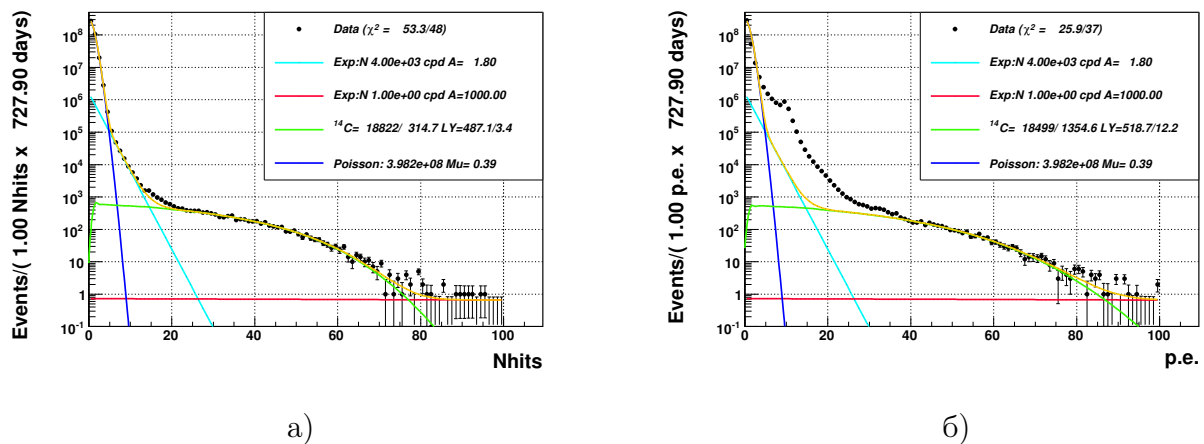 Events/( 1.00 Nhits x 727.90 days)
10⁸
10⁷
10⁶
10⁵
10⁴
10³
10²
10
1
10⁻¹
Data (χ² = 53.3/48)
Exp:N 4.00e+03 cpd A= 1.80
Exp:N 1.00e+00 cpd A=1000.00
¹⁴C= 18822/ 314.7 LY=487.1/3.4
Poisson: 3.982e+08 Mu= 0.39
0 20 40 60 80 100
Nhits
а)
Events/( 1.00 p.e. x 727.90 days)
10⁸
10⁷
10⁶
10⁵
10⁴
10³
10²
10
1
10⁻¹
Data (χ² = 25.9/37)
Exp:N 4.00e+03 cpd A= 1.80
Exp:N 1.00e+00 cpd A=1000.00
¹⁴C= 18499/ 1354.6 LY=518.7/12.2
Poisson: 3.982e+08 Mu= 0.39
0 20 40 60 80 100
p.e.
б)